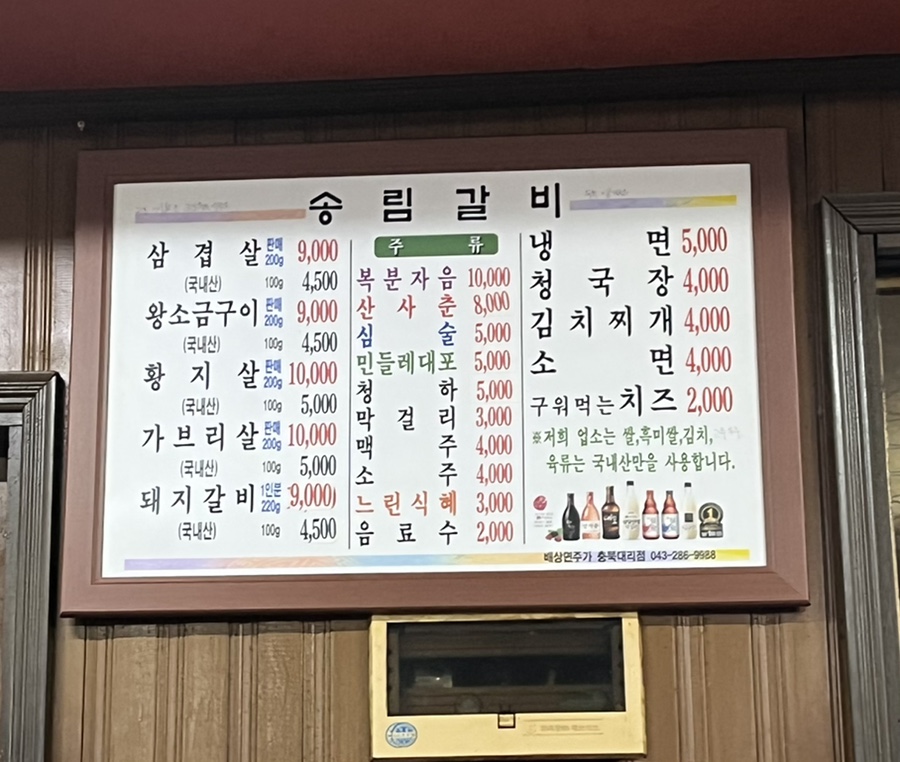 송림갈비
삼겹살 판매 200g 9,000
(국내산) 100g 4,500
왕소금구이 판매 200g 9,000
(국내산) 100g 4,500
황지살 판매 200g 10,000
(국내산) 100g 5,000
가브리살 판매 200g 10,000
(국내산) 100g 5,000
돼지갈비 1인분 220g 9,000
(국내산) 100g 4,500
주류
복분자음 10,000
산사춘 8,000
심술 5,000
민들레대포 5,000
청하 5,000
막걸리 3,000
맥주 4,000
소주 4,000
느린식혜 3,000
음료수 2,000
냉면 5,000
청국장 4,000
김치찌개 4,000
소면 4,000
구워먹는치즈 2,000
※저희 업소는 쌀,흑미쌀,김치,
육류는 국내산만을 사용합니다.
배상면주가 충북대리점 043-286-9988